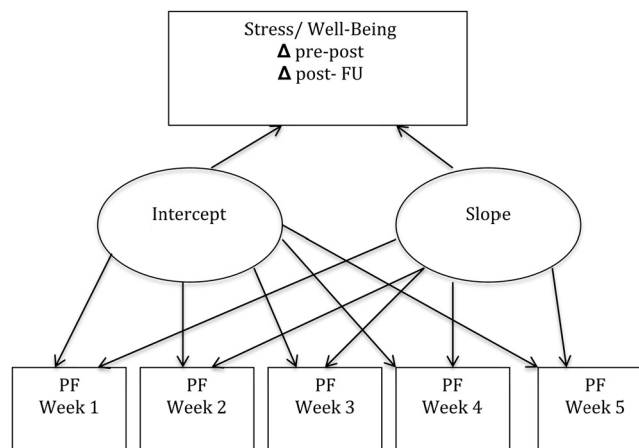 Stress/ Well-Being
Δ pre-post
Δ post- FU
Intercept
Slope
PF
Week 1
PF
Week 2
PF
Week 3
PF
Week 4
PF
Week 5